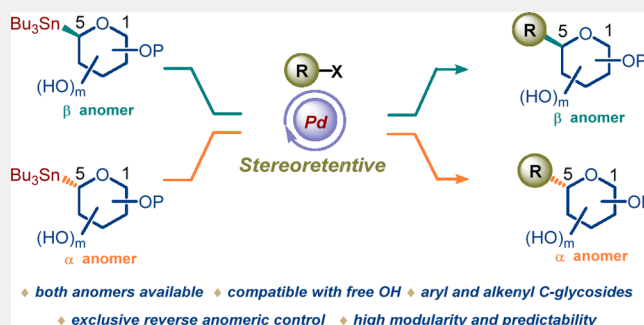 Bu3Sn 5 O 1
OP
(HO)m
β anomer
R–X
Pd
Stereoretentive
R 5 O 1
OP
(HO)m
β anomer
Bu3Sn 5 O 1
OP
(HO)m
α anomer
R 5 O 1
(HO)m
α anomer
♦ both anomers available ♦ compatible with free OH ♦ aryl and alkenyl C-glycosides
♦ exclusive reverse anomeric control ♦ high modularity and predictability